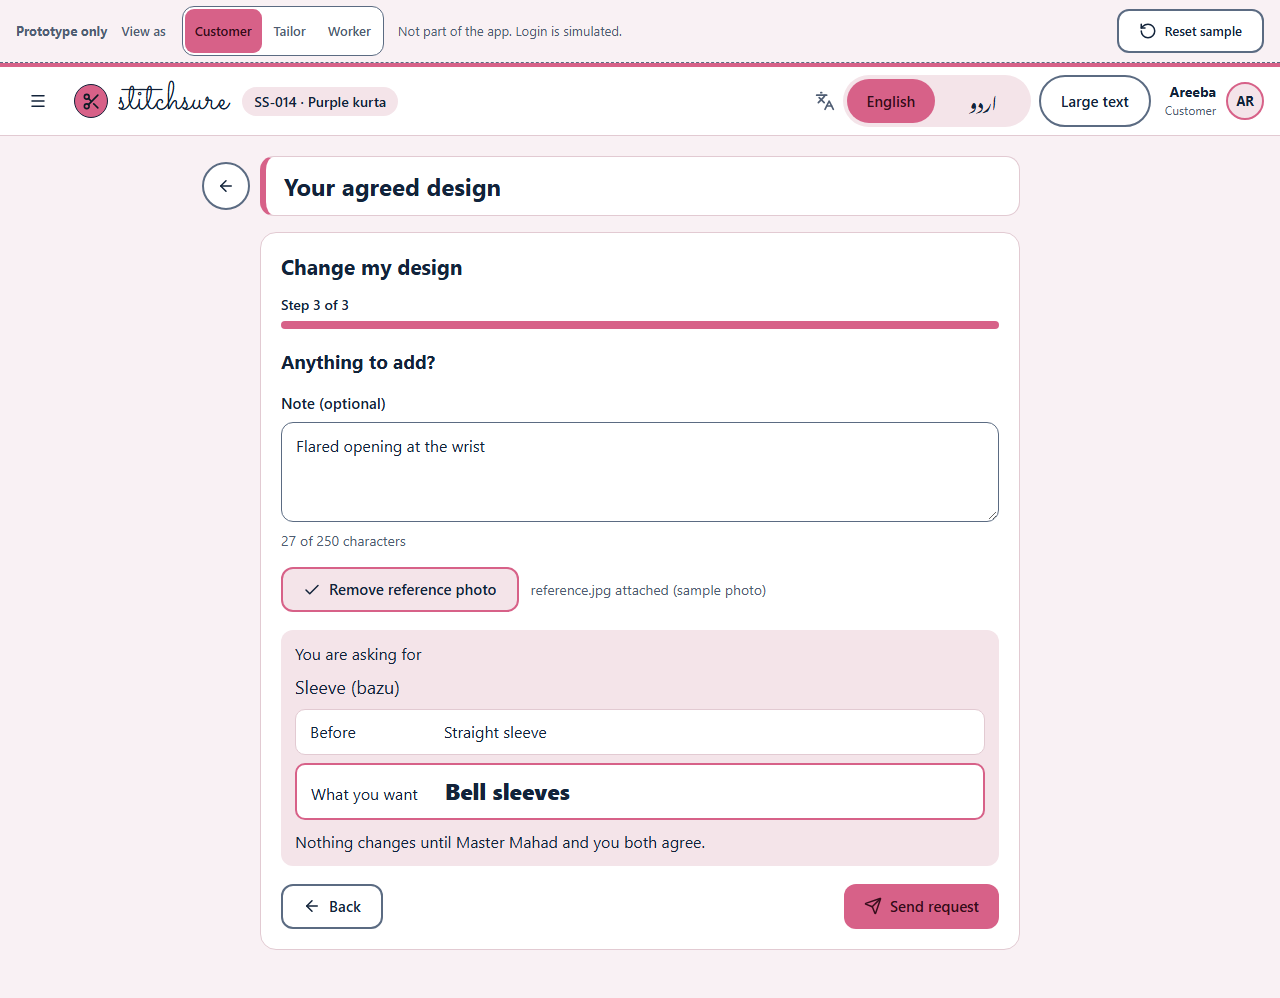 Prototype only View as Customer Tailor Worker Not part of the app. Login is simulated. Reset sample
stitchsure SS-014 · Purple kurta English اردو Large text Areeba
Customer AR
Your agreed design
Change my design
Step 3 of 3
Anything to add?
Note (optional)
Flared opening at the wrist
27 of 250 characters
Remove reference photo reference.jpg attached (sample photo)
You are asking for
Sleeve (bazu)
Before Straight sleeve
What you want Bell sleeves
Nothing changes until Master Mahad and you both agree.
Back Send request